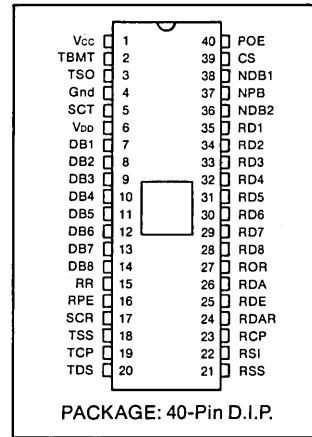 Vcc 1 40 POE
TBMT 2 39 CS
TSO 3 38 NDB1
Gnd 4 37 NPB
SCT 5 36 NDB2
VDD 6 35 RD1
DB1 7 34 RD2
DB2 8 33 RD3
DB3 9 32 RD4
DB4 10 31 RD5
DB5 11 30 RD6
DB6 12 29 RD7
DB7 13 28 RD8
DB8 14 27 ROR
RR 15 26 RDA
RPE 16 25 RDE
SCR 17 24 RDAR
TSS 18 23 RCP
TCP 19 22 RSI
TDS 20 21 RSS
PACKAGE: 40-Pin D.I.P.